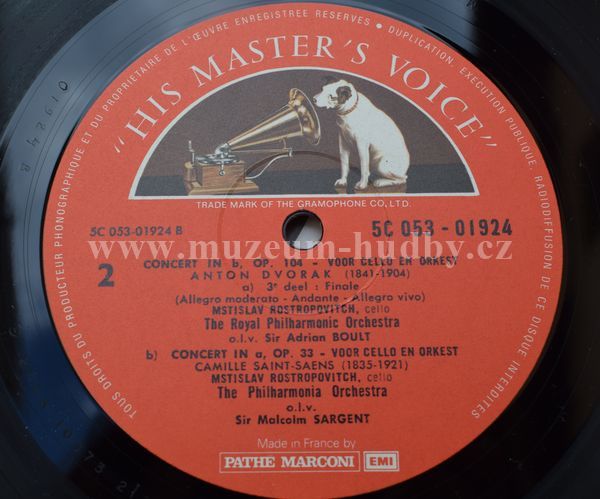 TOUS DROITS DU PRODUCTEUR PHONOGRAPHIQUE ET DU PROPRIETAIRE DE L'ŒUVRE ENREGISTREE RESERVES • DUPLICATION, EXECUTION PUBLIQUE, RADIODIFFUSION DE CE DISQUE INTERDITES
"HIS MASTER'S VOICE"
TRADE MARK OF THE GRAMOPHONE CO, LTD.
5C 053-01924 B
5C 053 - 01924
www.muzeum-hudby.cz
2
CONCERT IN b, OP. 104 - VOOR CELLO EN ORKEST
ANTON DVORAK (1841-1904)
a) 3e deel : Finale
(Allegro moderato - Andante - Allegro vivo)
MSTISLAV ROSTROPOVITCH, cello
The Royal Philharmonic Orchestra
o.l.v. Sir Adrian BOULT
b) CONCERT IN a, OP. 33 - VOOR CELLO EN ORKEST
CAMILLE SAINT-SAENS (1835-1921)
MSTISLAV ROSTROPOVITCH, cello
The Philharmonia Orchestra
o.l.v.
Sir Malcolm SARGENT
Made in France by
PATHE MARCONI EMI